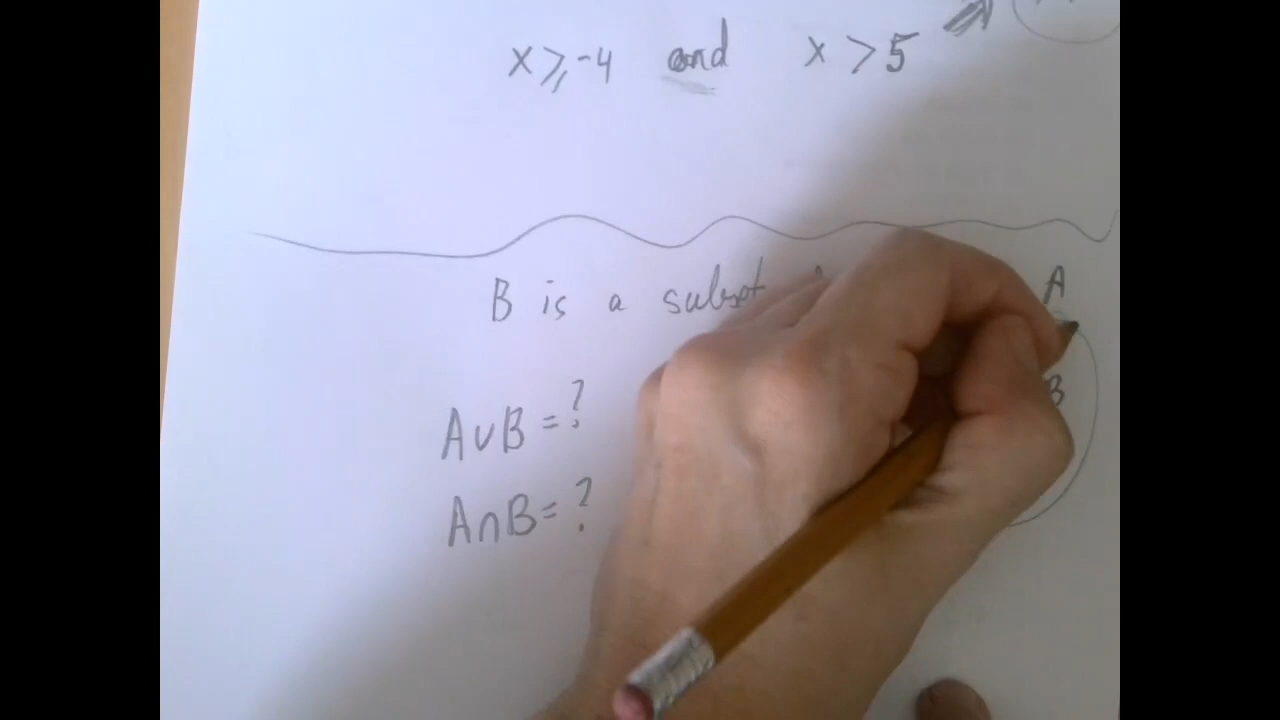 x ⩾ -4 and x > 5
B is a subset
A
B
A∪B = ?
A∩B = ?